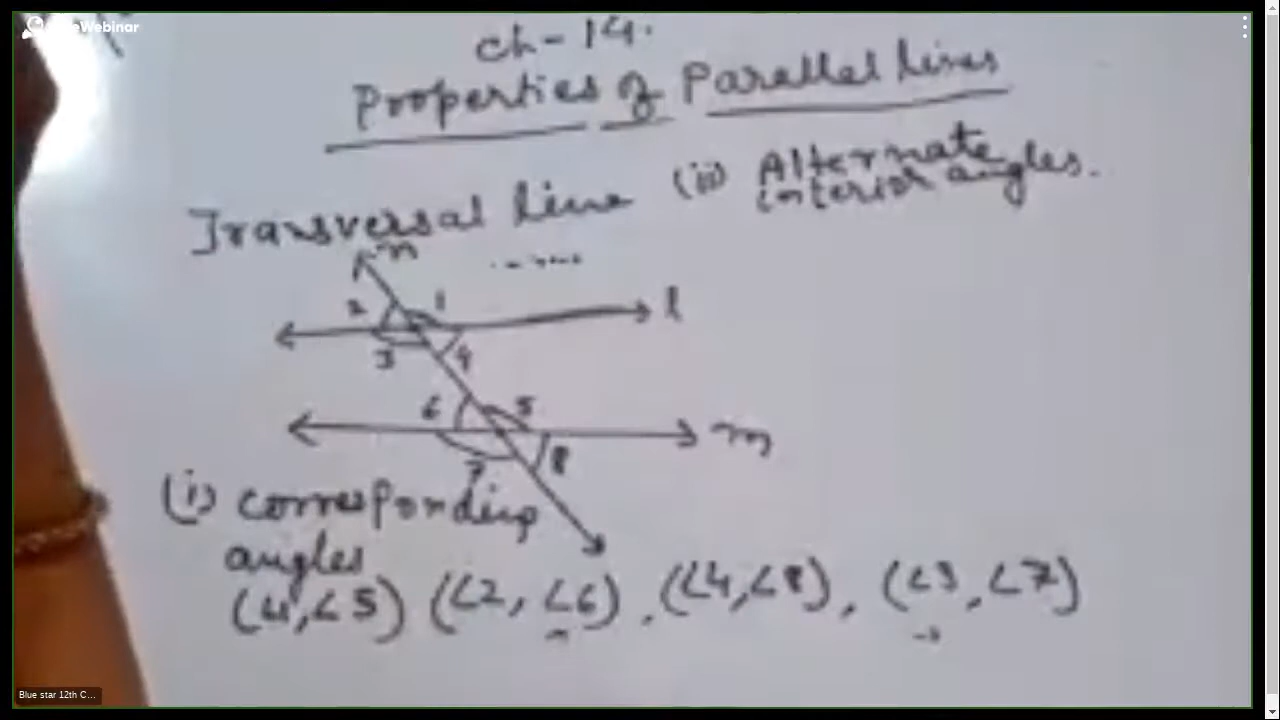 Webinar
Ch-14.
Properties of Parallel lines
Transversal line
(ii) Alternate
interior angles.
n
2 1
l
3 4
6 5
m
7 8
(i) corresponding
angles
(∠1,∠5) (∠2, ∠6), (∠4,∠8), (∠3, ∠7)
Blue star 12th C...